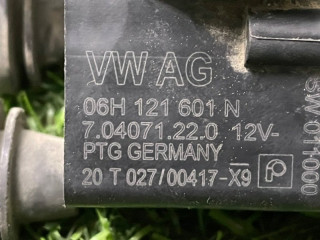 VW AG
06H 121 601 N
7.04071.22.0 12V-
PTG GERMANY
20 T 027/00417-X9